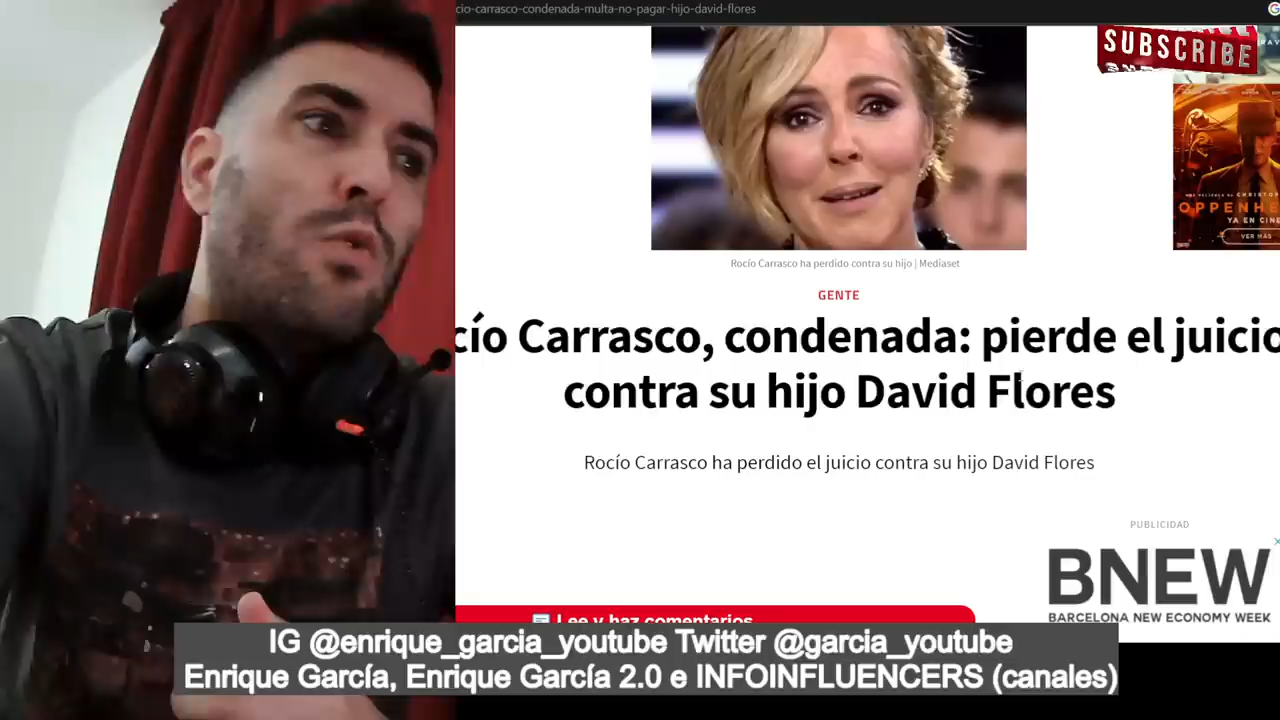 cio-carrasco-condenada-multa-no-pagar-hijo-david-flores
SUBSCRIBE
OPPENHE
YA EN CINE
VER MÁS
Rocío Carrasco ha perdido contra su hijo | Mediaset
GENTE
cío Carrasco, condenada: pierde el juicio
contra su hijo David Flores
Rocío Carrasco ha perdido el juicio contra su hijo David Flores
PUBLICIDAD
BNEW
BARCELONA NEW ECONOMY WEEK
Lee y haz comentarios
IG @enrique_garcia_youtube Twitter @garcia_youtube
Enrique García, Enrique García 2.0 e INFOINFLUENCERS (canales)